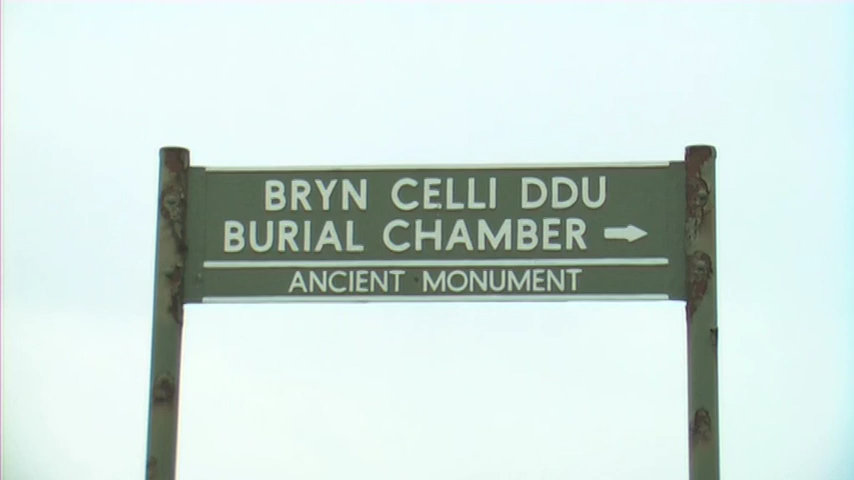 BRYN CELLI DDU
BURIAL CHAMBER →
ANCIENT MONUMENT